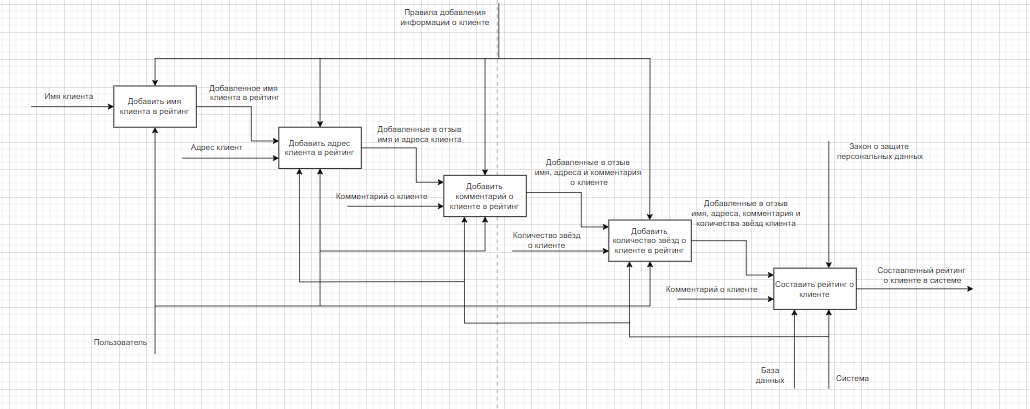 Правила добавления
информации о клиенте
Имя клиента
Добавить имя
клиента в рейтинг
Добавленное имя
клиента в рейтинг
Адрес клиент
Добавить адрес
клиента в рейтинг
Добавленные в отзыв
имя и адреса клиента
Комментарий о клиенте
Добавить
комментарий о
клиенте в рейтинг
Добавленные в отзыв
имя, адреса и комментария
о клиенте
Количество звёзд
о клиенте
Добавить
количество звёзд о
клиенте в рейтинг
Добавленные в отзыв
имя, адреса, комментария и
количества звёзд клиента
Закон о защите
персональных данных
Комментарий о клиенте
Составить рейтинг о
клиенте
Составленный рейтинг
о клиенте в системе
Пользователь
База
данных
Система